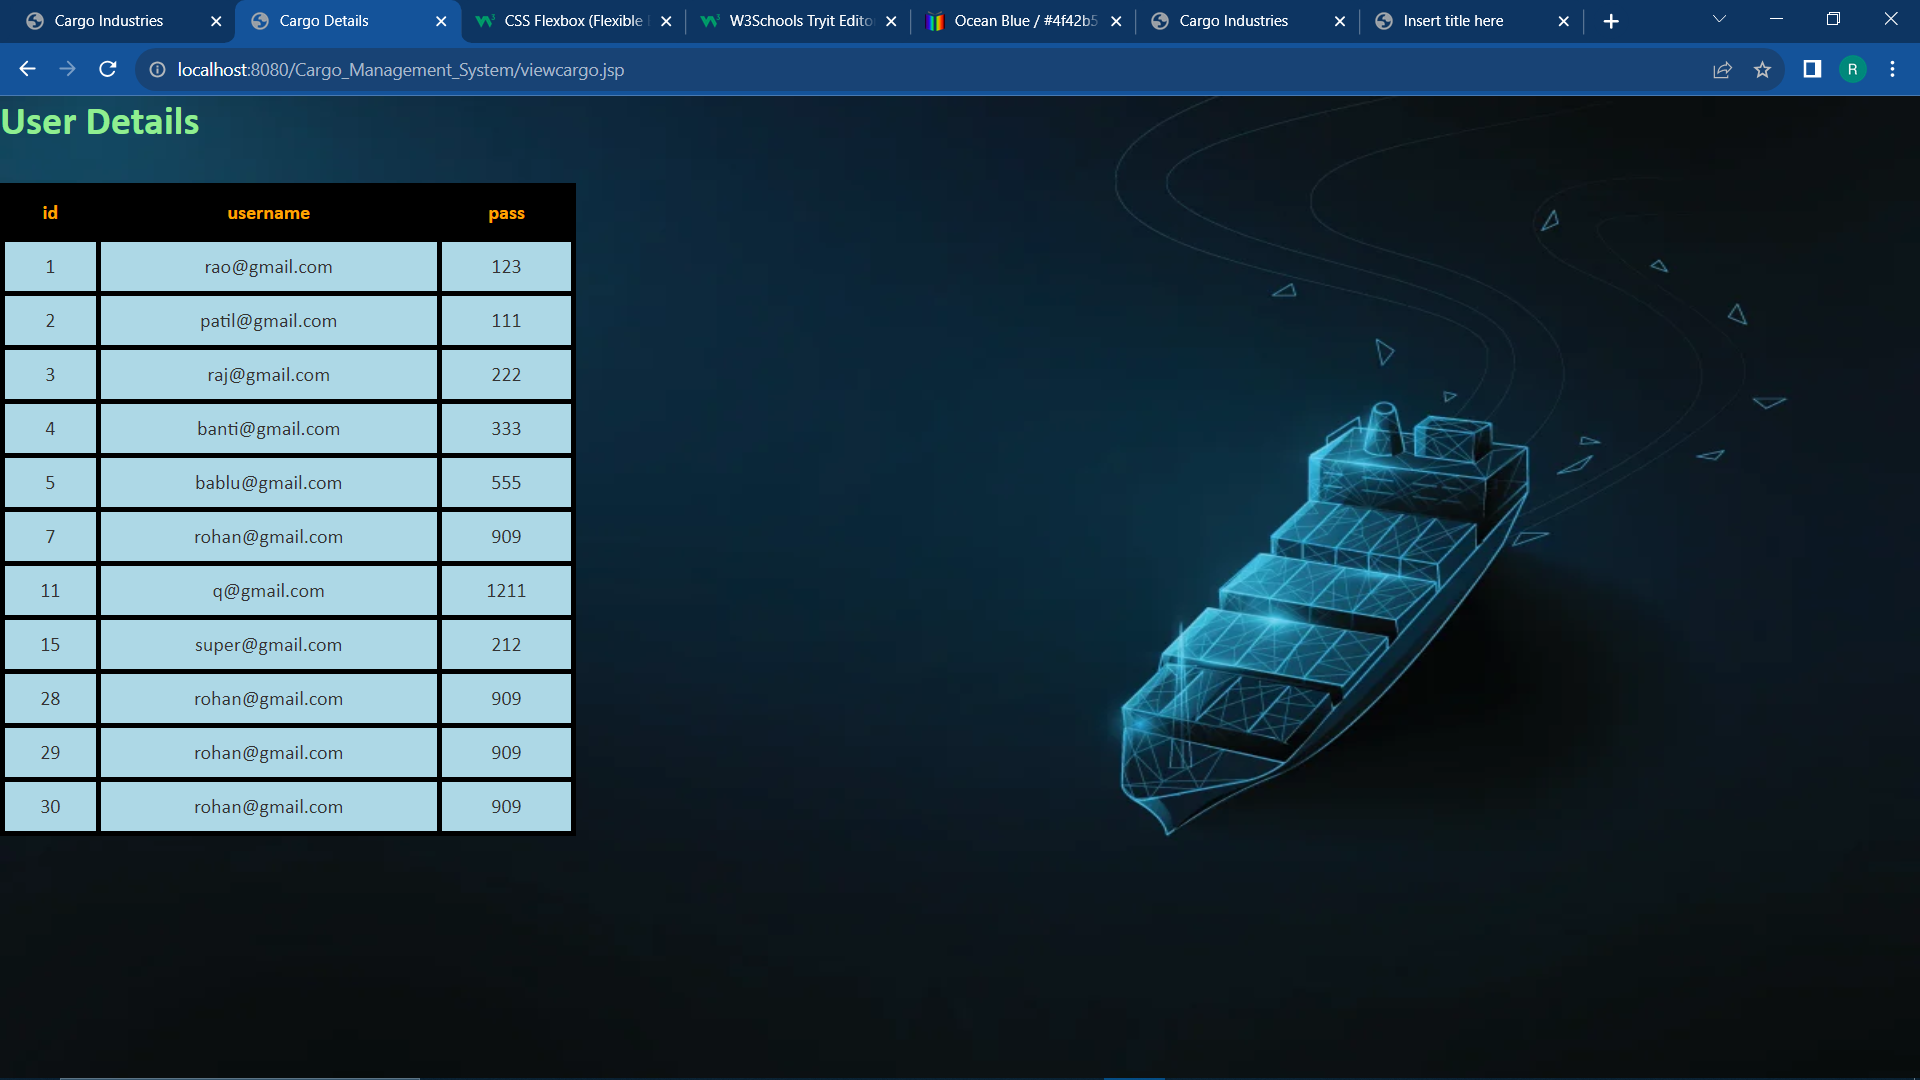 Cargo Industries
Cargo Details
CSS Flexbox (Flexible
W3Schools Tryit Edito
Ocean Blue / #4f42b5
Cargo Industries
Insert title here
localhost:8080/Cargo_Management_System/viewcargo.jsp
R
User Details
id username pass
1 rao@gmail.com 123
2 patil@gmail.com 111
3 raj@gmail.com 222
4 banti@gmail.com 333
5 bablu@gmail.com 555
7 rohan@gmail.com 909
11 q@gmail.com 1211
15 super@gmail.com 212
28 rohan@gmail.com 909
29 rohan@gmail.com 909
30 rohan@gmail.com 909